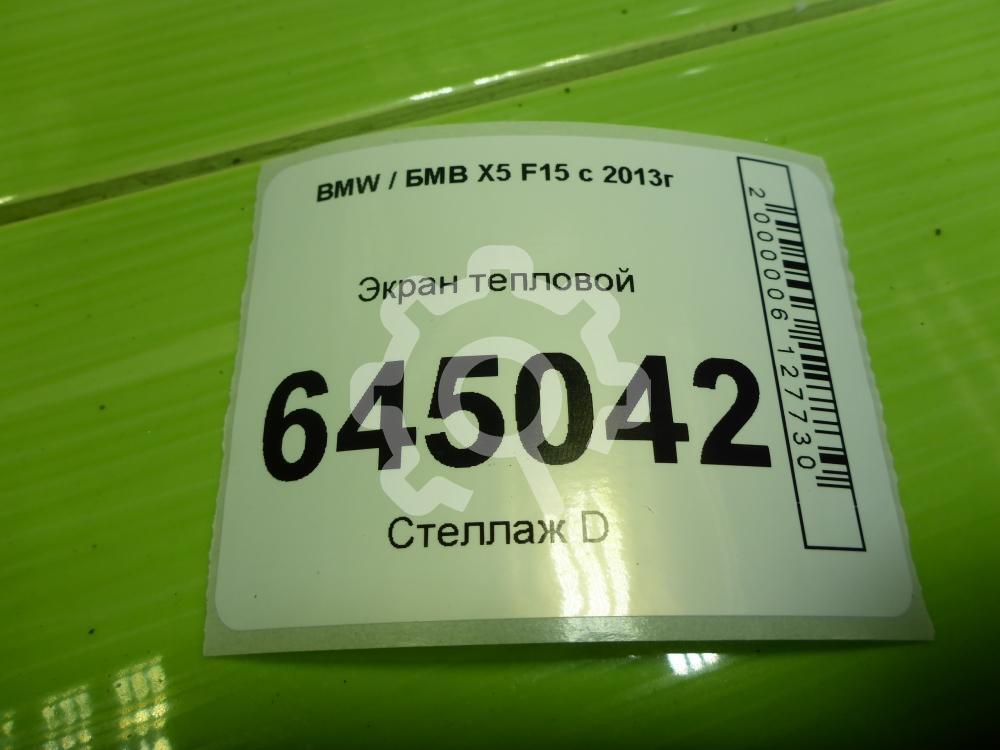 BMW / БМВ X5 F15 с 2013г
Экран тепловой
645042
Стеллаж D
2000006127730